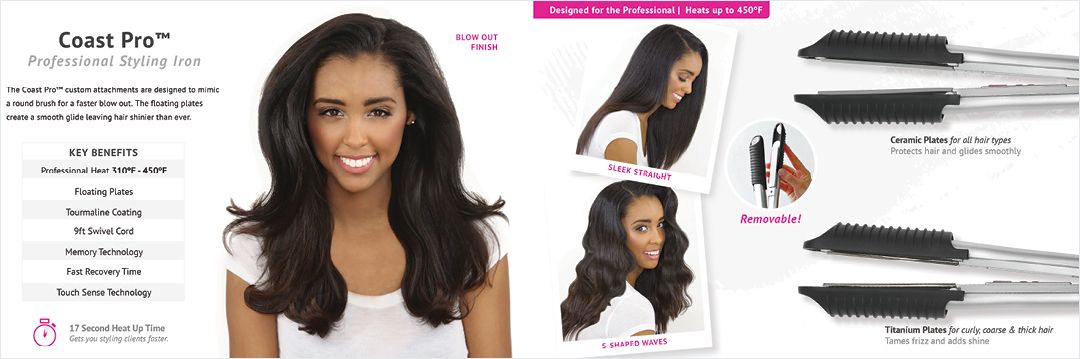 Coast Pro™
Professional Styling Iron
The Coast Pro™ custom attachments are designed to mimic
a round brush for a faster blow out. The floating plates
create a smooth glide leaving hair shinier than ever.
KEY BENEFITS
Professional Heat 310ºF - 450ºF
Floating Plates
Tourmaline Coating
9ft Swivel Cord
Memory Technology
Fast Recovery Time
Touch Sense Technology
17 Second Heat Up Time
Gets you styling clients faster.
BLOW OUT
FINISH
Designed for the Professional | Heats up to 450ºF
SLEEK STRAIGHT
S-SHAPED WAVES
Removable!
Ceramic Plates for all hair types
Protects hair and glides smoothly
Titanium Plates for curly, coarse & thick hair
Tames frizz and adds shine